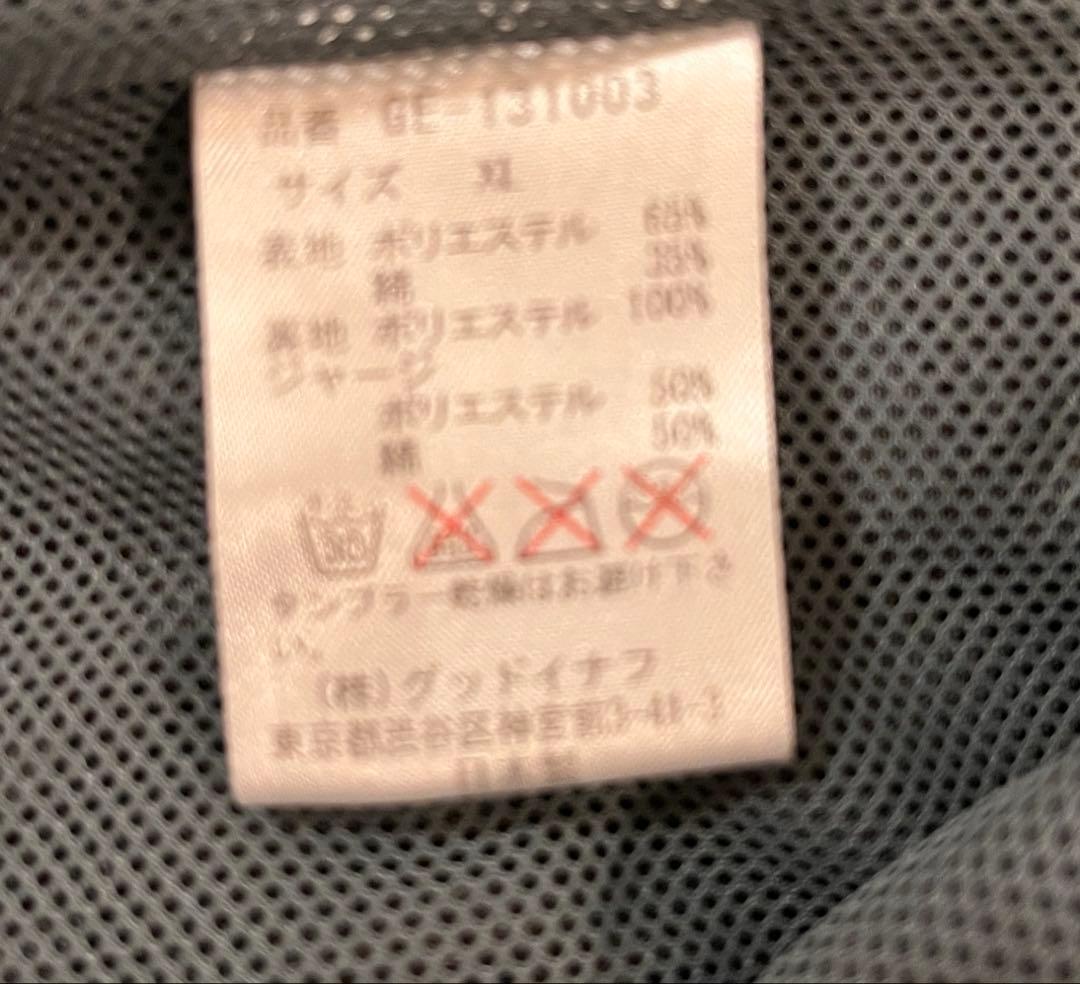 品番 GE-131003
サイズ XL
表地 ポリエステル 65%
綿 35%
裏地 ポリエステル 100%
ジャージ
ポリエステル 50%
綿 50%
タンブラー乾燥はお避け下さ
い。
(株)グッドイナフ
東京都渋谷区神宮前
日本製